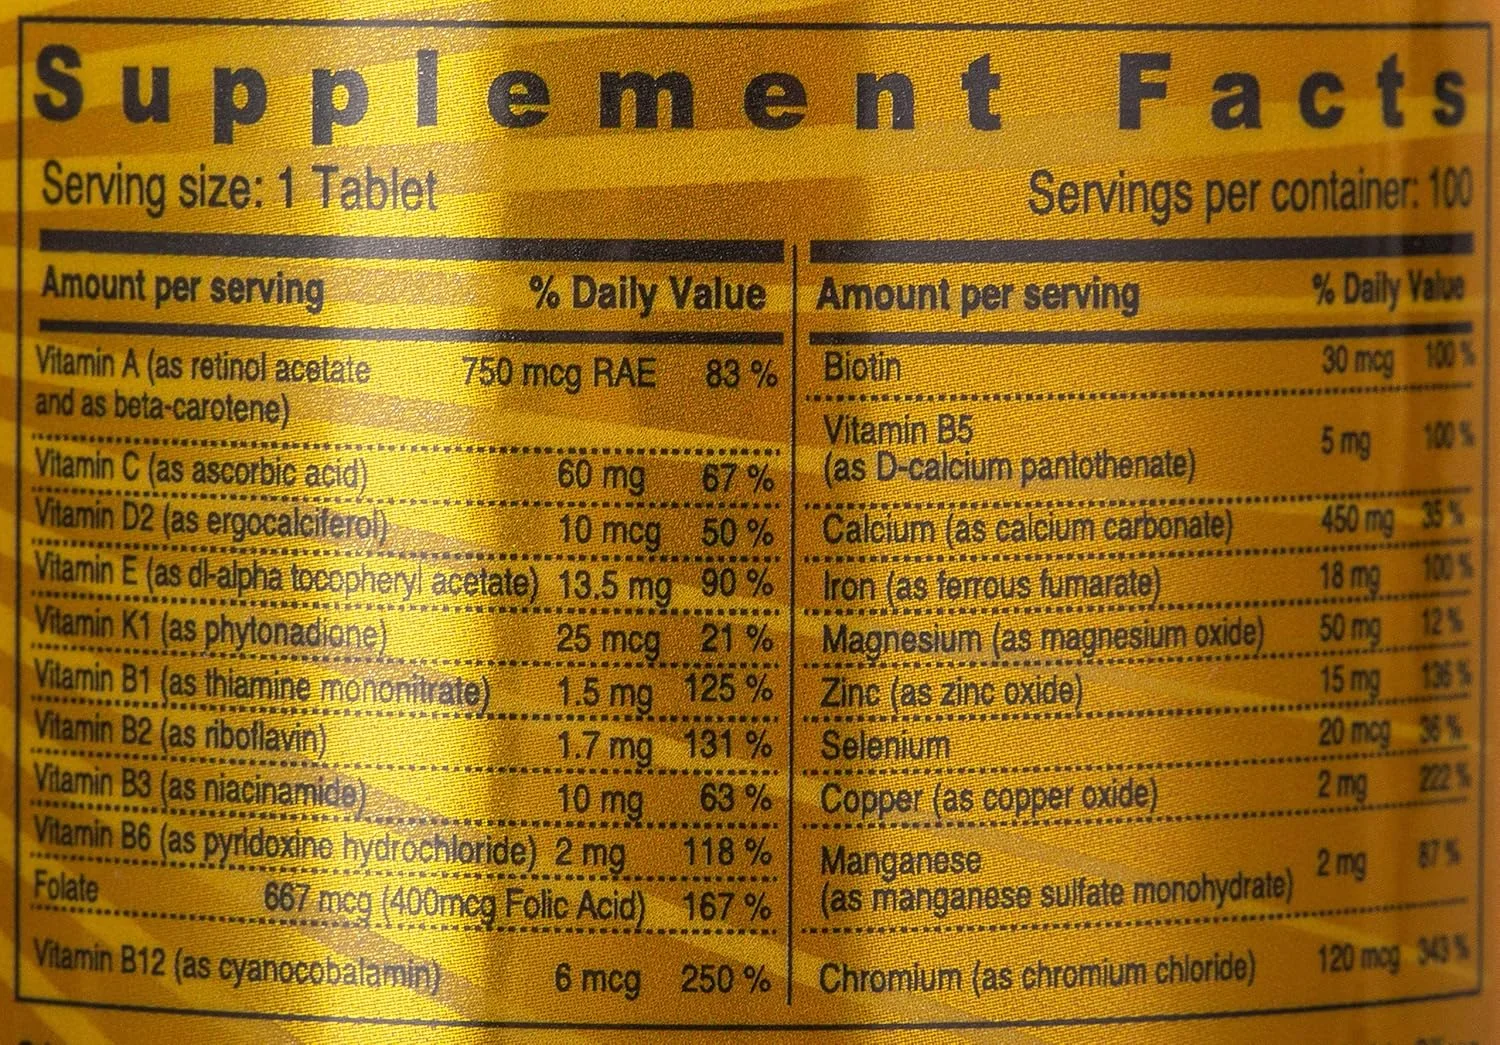 Supplement Facts
Serving size: 1 Tablet Servings per container: 100
Amount per serving % Daily Value
Vitamin A (as retinol acetate 750 mcg RAE 83 %
and as beta-carotene)
Vitamin C (as ascorbic acid) 60 mg 67 %
Vitamin D2 (as ergocalciferol) 10 mcg 50 %
Vitamin E (as dl-alpha tocopheryl acetate) 13.5 mg 90 %
Vitamin K1 (as phytonadione) 25 mcg 21 %
Vitamin B1 (as thiamine mononitrate) 1.5 mg 125 %
Vitamin B2 (as riboflavin) 1.7 mg 131 %
Vitamin B3 (as niacinamide) 10 mg 63 %
Vitamin B6 (as pyridoxine hydrochloride) 2 mg 118 %
Folate 667 mcg (400mcg Folic Acid) 167 %
Vitamin B12 (as cyanocobalamin) 6 mcg 250 %
Amount per serving % Daily Value
Biotin 30 mcg 100 %
Vitamin B5
(as D-calcium pantothenate) 5 mg 100 %
Calcium (as calcium carbonate) 450 mg 35 %
Iron (as ferrous fumarate) 18 mg 100 %
Magnesium (as magnesium oxide) 50 mg 12 %
Zinc (as zinc oxide) 15 mg 136 %
Selenium 20 mcg 36 %
Copper (as copper oxide) 2 mg 222 %
Manganese
(as manganese sulfate monohydrate) 2 mg 87 %
Chromium (as chromium chloride) 120 mcg 343 %